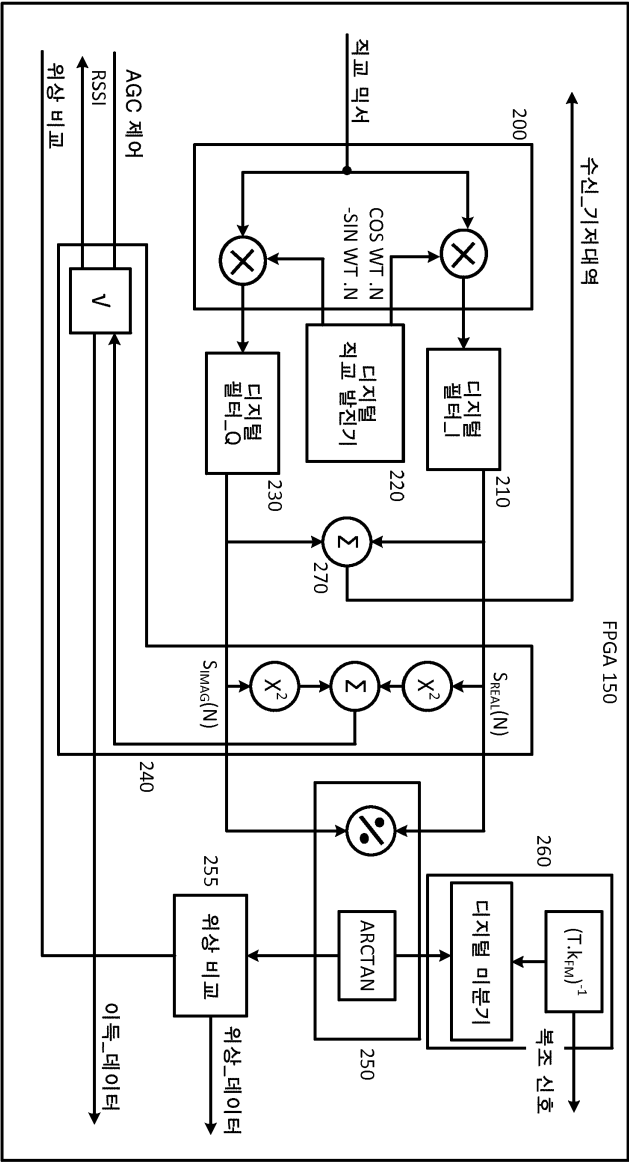 FPGA 150
수신_기저대역
260
(T.k_FM)^-1
복조 신호
디지털 미분기
200
210
디지털
필터_I
S_REAL(N)
X²
직교 믹서
COS WT .N
-SIN WT .N
220
디지털
직교 발진기
Σ
270
Σ
÷
ARCTAN
250
230
디지털
필터_Q
X²
S_IMAG(N)
240
255
위상 비교
위상_데이터
AGC 제어
√
RSSI
이득_데이터
위상 비교